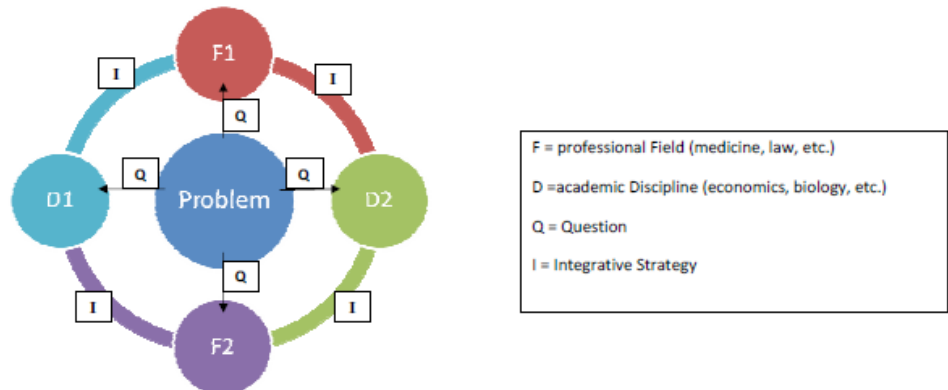 F1
I
I
Q
Q
Q
D1
Problem
D2
Q
I
I
F2
F = professional Field (medicine, law, etc.)
D =academic Discipline (economics, biology, etc.)
Q = Question
I = Integrative Strategy